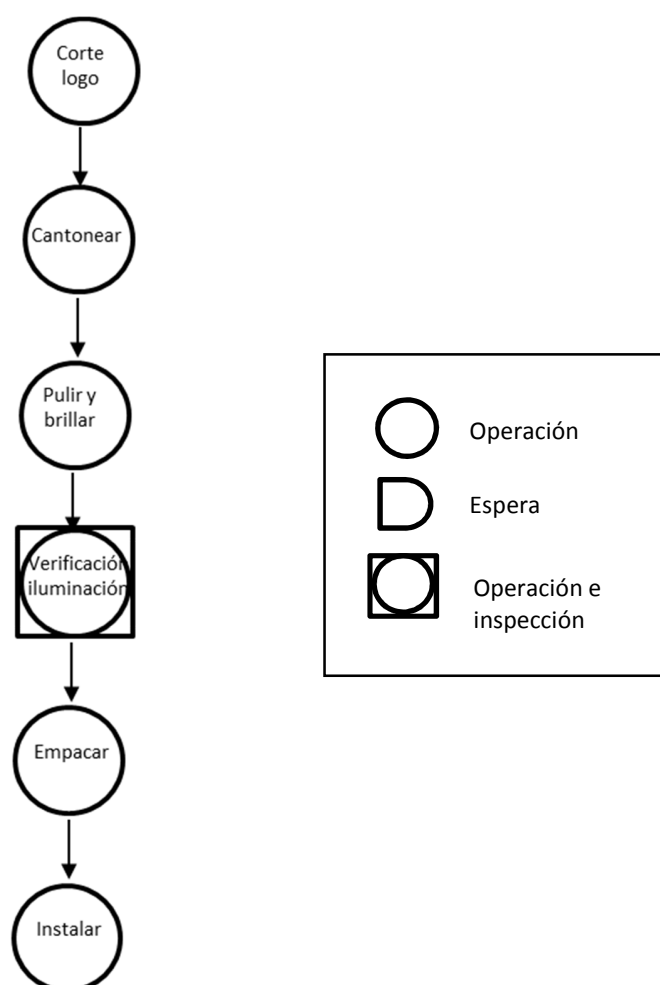 Corte
logo
Cantonear
Pulir y
brillar
Verificación
iluminación
Empacar
Instalar
Operación
Espera
Operación e
inspección